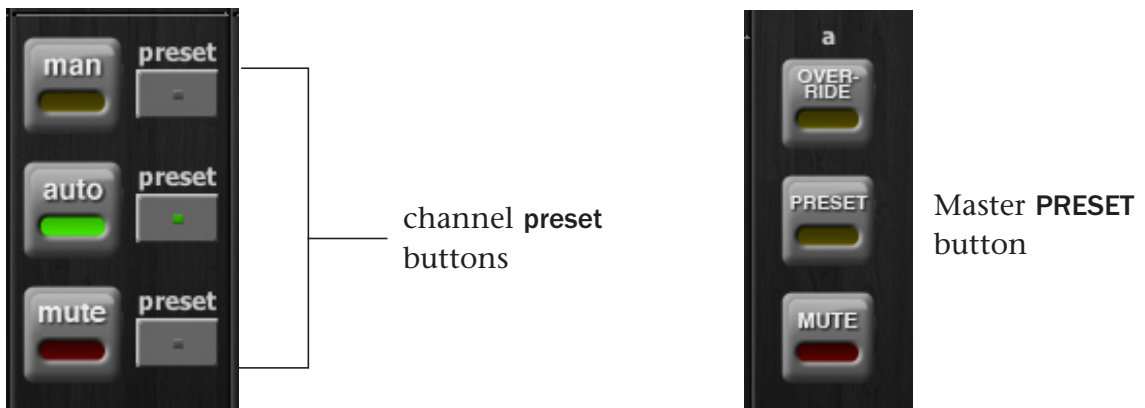 man
preset
auto
preset
mute
preset
channel preset
buttons
a
OVER-
RIDE
PRESET
MUTE
Master PRESET
button